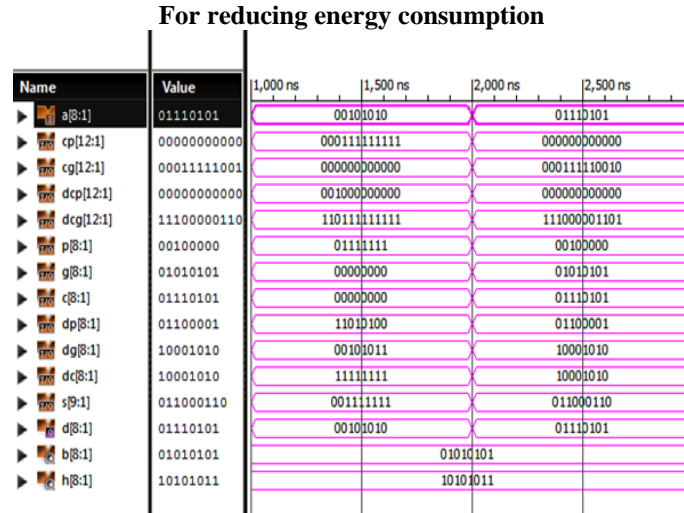 For reducing energy consumption
Name Value 1,000 ns 1,500 ns 2,000 ns 2,500 ns
a[8:1] 01110101 00101010 01110101
cp[12:1] 00000000000 000111111111 000000000000
cg[12:1] 00011111001 000000000000 000111110010
dcp[12:1] 00000000000 001000000000 000000000000
dcg[12:1] 11100000110 110111111111 111000001101
p[8:1] 00100000 01111111 00100000
g[8:1] 01010101 00000000 01010101
c[8:1] 01110101 00000000 01110101
dp[8:1] 01100001 11010100 01100001
dg[8:1] 10001010 00101011 10001010
dc[8:1] 10001010 11111111 10001010
s[9:1] 011000110 001111111 011000110
d[8:1] 01110101 00101010 01110101
b[8:1] 01010101 01010101
h[8:1] 10101011 10101011